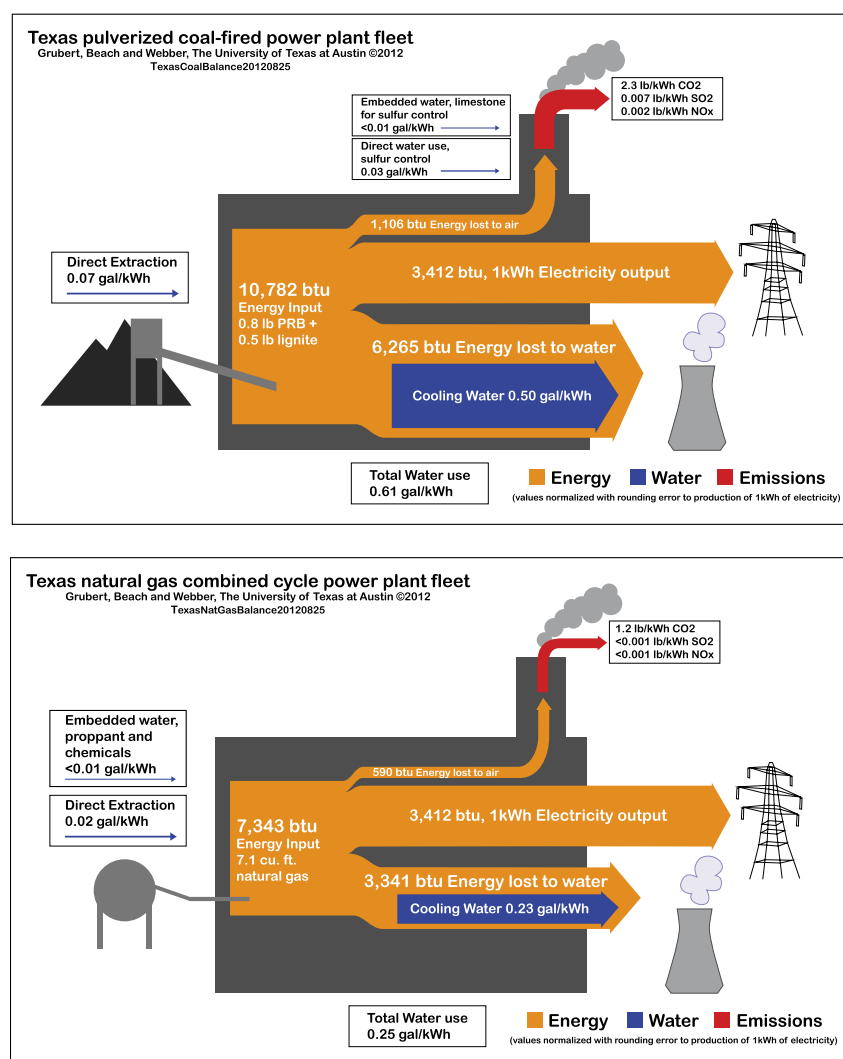 Texas pulverized coal-fired power plant fleet
Grubert, Beach and Webber, The University of Texas at Austin ©2012
TexasCoalBalance20120825
Embedded water, limestone
for sulfur control
<0.01 gal/kWh
Direct water use,
sulfur control
0.03 gal/kWh
2.3 lb/kWh CO2
0.007 lb/kWh SO2
0.002 lb/kWh NOx
1,106 btu Energy lost to air
Direct Extraction
0.07 gal/kWh
3,412 btu, 1kWh Electricity output
10,782 btu
Energy Input
0.8 lb PRB +
0.5 lb lignite
6,265 btu Energy lost to water
Cooling Water 0.50 gal/kWh
Total Water use
0.61 gal/kWh
Energy Water Emissions
(values normalized with rounding error to production of 1kWh of electricity)
Texas natural gas combined cycle power plant fleet
Grubert, Beach and Webber, The University of Texas at Austin ©2012
TexasNatGasBalance20120825
1.2 lb/kWh CO2
<0.001 lb/kWh SO2
<0.001 lb/kWh NOx
Embedded water,
proppant and
chemicals
<0.01 gal/kWh
Direct Extraction
0.02 gal/kWh
590 btu Energy lost to air
3,412 btu, 1kWh Electricity output
7,343 btu
Energy Input
7.1 cu. ft.
natural gas
3,341 btu Energy lost to water
Cooling Water 0.23 gal/kWh
Total Water use
0.25 gal/kWh
Energy Water Emissions
(values normalized with rounding error to production of 1kWh of electricity)